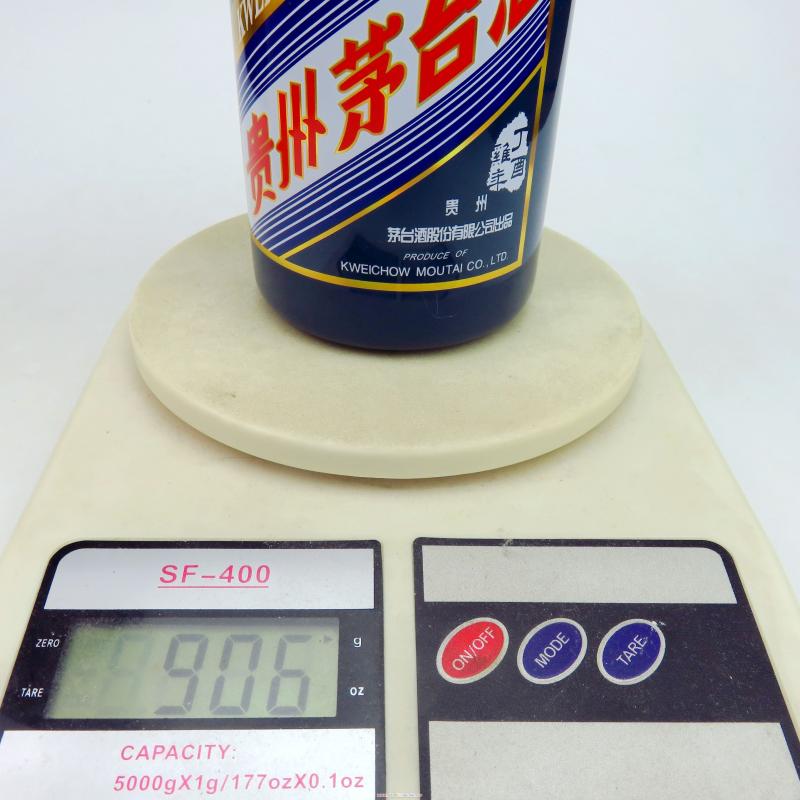 KWEI
贵州茅台酒
丁酉
雞年
贵 州
茅台酒股份有限公司出品
PRODUCE OF
KWEICHOW MOUTAI CO., LTD.
SF-400
ZERO
906
g
TARE
oz
ON/OFF
MODE
TARE
CAPACITY:
5000gX1g/177ozX0.1oz